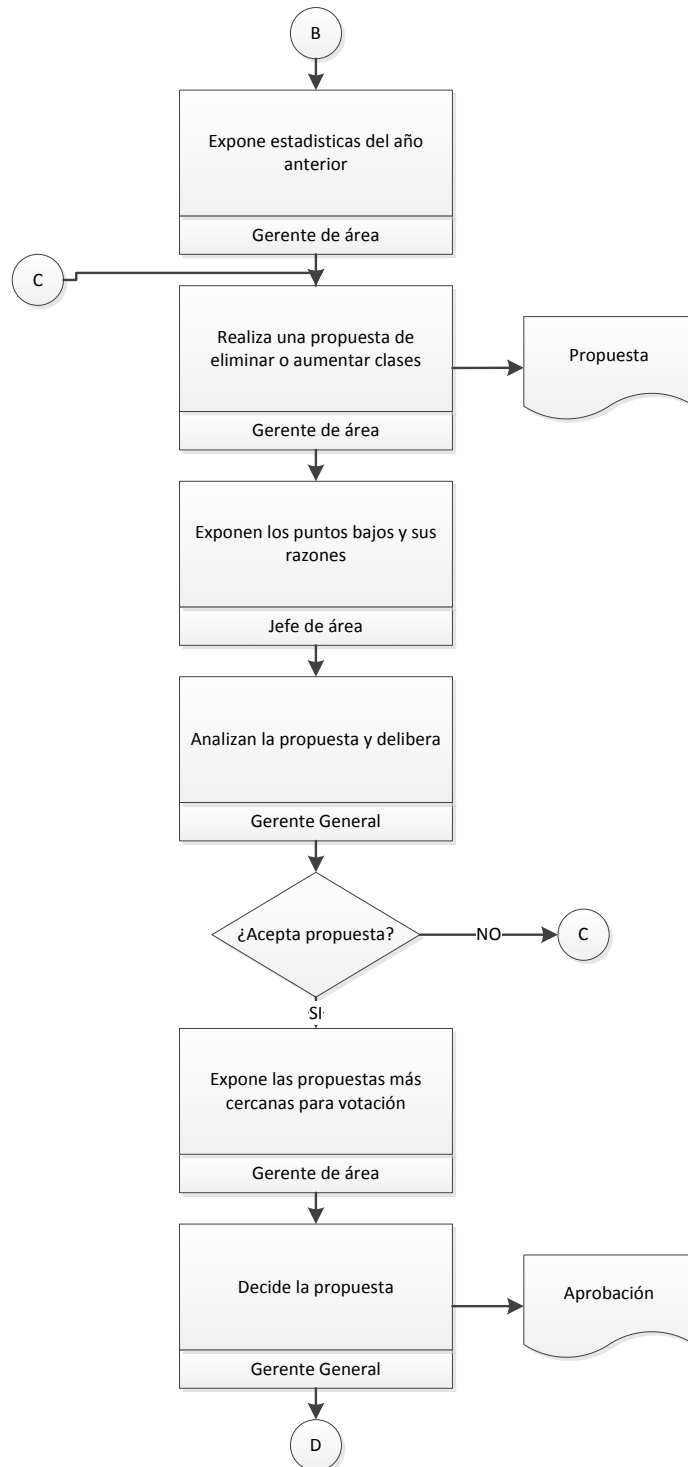 B
Expone estadisticas del año
anterior
Gerente de área
C
Realiza una propuesta de
eliminar o aumentar clases
Gerente de área
Propuesta
Exponen los puntos bajos y sus
razones
Jefe de área
Analizan la propuesta y delibera
Gerente General
¿Acepta propuesta?
NO
C
SI
Expone las propuestas más
cercanas para votación
Gerente de área
Decide la propuesta
Gerente General
Aprobación
D